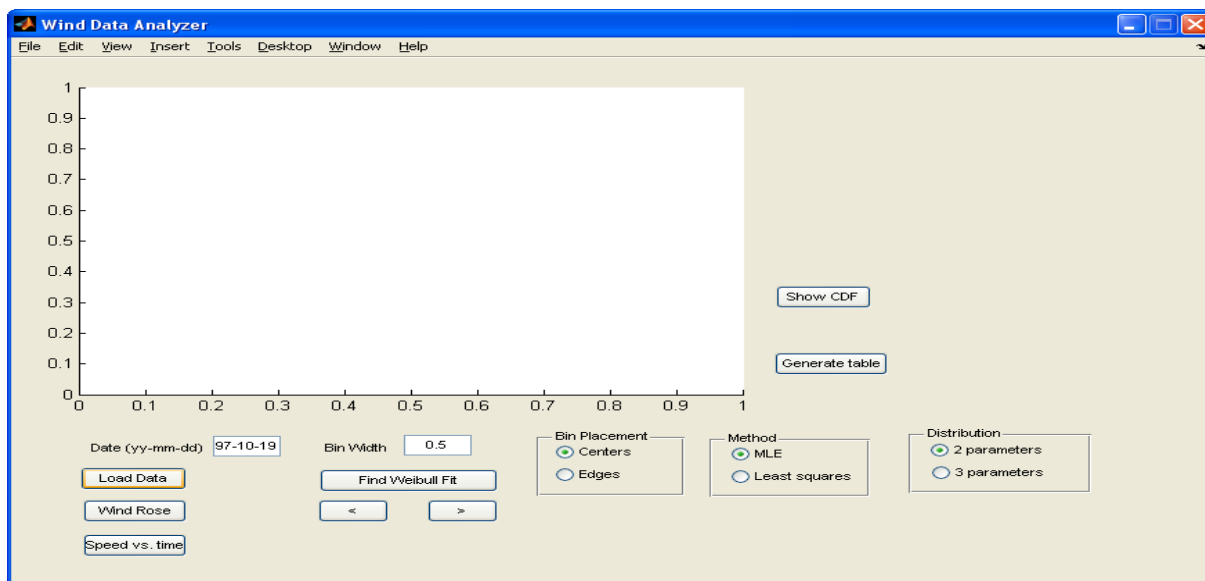 Wind Data Analyzer
File Edit View Insert Tools Desktop Window Help
1
0.9
0.8
0.7
0.6
0.5
0.4
0.3
0.2
0.1
0
0 0.1 0.2 0.3 0.4 0.5 0.6 0.7 0.8 0.9 1
Show CDF
Generate table
Date (yy-mm-dd) 97-10-19
Load Data
Wind Rose
Speed vs. time
Bin Width 0.5
Find Weibull Fit
< >
Bin Placement
Centers
Edges
Method
MLE
Least squares
Distribution
2 parameters
3 parameters